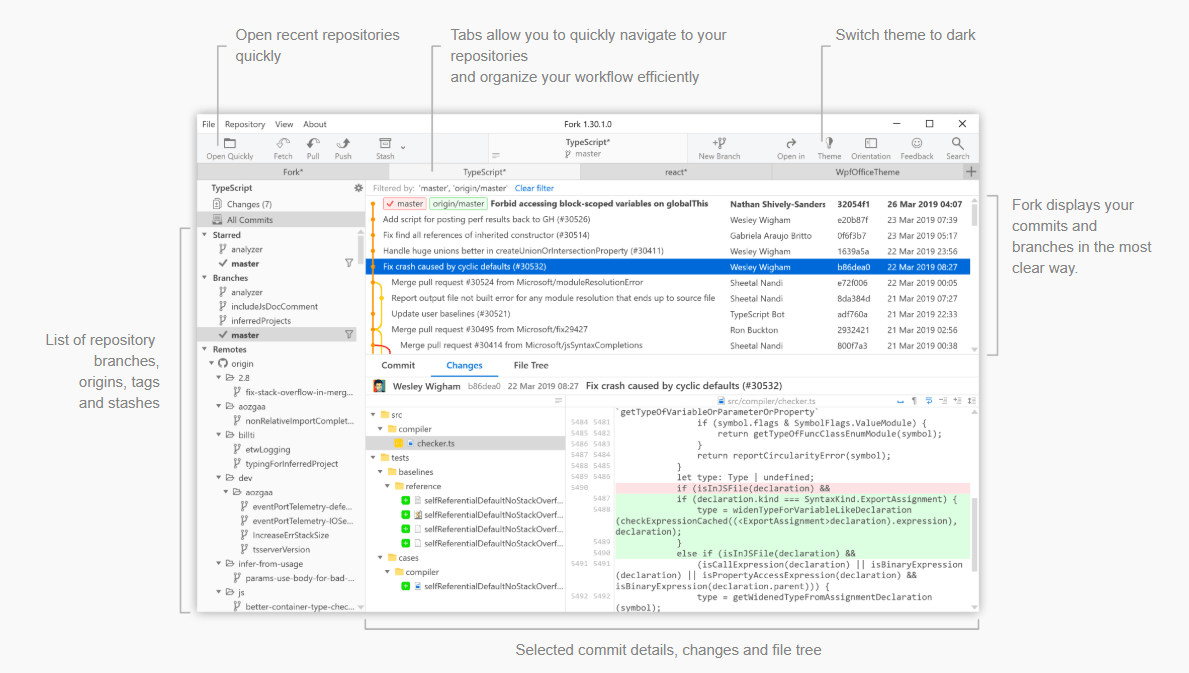 Open recent repositories
quickly
Tabs allow you to quickly navigate to your
repositories
and organize your workflow efficiently
Switch theme to dark
File Repository View About
Fork 1.30.1.0
Open Quickly Fetch Pull Push Stash
TypeScript*
master
New Branch Open in Theme Orientation Feedback Search
Fork* TypeScript* react* WpfOfficeTheme
TypeScript
Changes (7)
All Commits
Starred
analyzer
master
Branches
analyzer
includeJsDocComment
inferredProjects
master
Remotes
origin
2.8
fix-stack-overflow-in-merg...
aozgaa
nonRelativeImportComplet...
billti
etwLogging
typingForInferredProject
dev
aozgaa
eventPortTelemetry-defe...
eventPortTelemetry-IOSe...
IncreaseErrStackSize
tsserverVersion
infer-from-usage
params-use-body-for-bad-...
js
better-container-type-chec...
Filtered by: 'master', 'origin/master' Clear filter
master origin/master Forbid accessing block-scoped variables on globalThis Nathan Shively-Sanders 32054f1 26 Mar 2019 04:07
Add script for posting perf results back to GH (#30526) Wesley Wigham e20b87f 23 Mar 2019 07:39
Fix find all references of inherited constructor (#30514) Gabriela Araujo Britto 0f6f3b7 23 Mar 2019 05:17
Handle huge unions better in createUnionOrIntersectionProperty (#30411) Wesley Wigham 1639a5a 22 Mar 2019 23:56
Fix crash caused by cyclic defaults (#30532) Wesley Wigham b86dea0 22 Mar 2019 08:27
Merge pull request #30524 from Microsoft/moduleResolutionError Sheetal Nandi e72f006 22 Mar 2019 00:05
Report output file not built error for any module resolution that ends up to source file Sheetal Nandi 8da384d 21 Mar 2019 07:27
Update user baselines (#30521) TypeScript Bot adf760a 21 Mar 2019 22:33
Merge pull request #30495 from Microsoft/fix29427 Ron Buckton 2932421 21 Mar 2019 02:56
Merge pull request #30414 from Microsoft/jsSyntaxCompletions Sheetal Nandi 800f7a3 21 Mar 2019 00:38
Commit Changes File Tree
Wesley Wigham b86dea0 22 Mar 2019 08:27 Fix crash caused by cyclic defaults (#30532)
src
compiler
checker.ts
tests
baselines
reference
selfReferentialDefaultNoStackOverf...
selfReferentialDefaultNoStackOverf...
selfReferentialDefaultNoStackOverf...
selfReferentialDefaultNoStackOverf...
cases
compiler
selfReferentialDefaultNoStackOverf...
src/compiler/checker.ts
`getTypeOfVariableOrParameterOrProperty`
5484 5481 if (symbol.flags & SymbolFlags.ValueModule) {
5485 5482 return getTypeOfFuncClassEnumModule(symbol);
5486 5483 }
5487 5484 return reportCircularityError(symbol);
5488 5485 }
5489 5486 let type: Type | undefined;
5490 if (isInJSFile(declaration) &&
5487 if (declaration.kind === SyntaxKind.ExportAssignment) {
5488 type = widenTypeForVariableLikeDeclaration
(checkExpressionCached((<ExportAssignment>declaration).expression),
declaration);
5489 }
5490 else if (isInJSFile(declaration) &&
5491 5491 (isCallExpression(declaration) || isBinaryExpression
(declaration) || isPropertyAccessExpression(declaration) &&
isBinaryExpression(declaration.parent))) {
5492 5492 type = getWidenedTypeFromAssignmentDeclaration
(symbol);
Fork displays your
commits and
branches in the most
clear way.
List of repository
branches,
origins, tags
and stashes
Selected commit details, changes and file tree